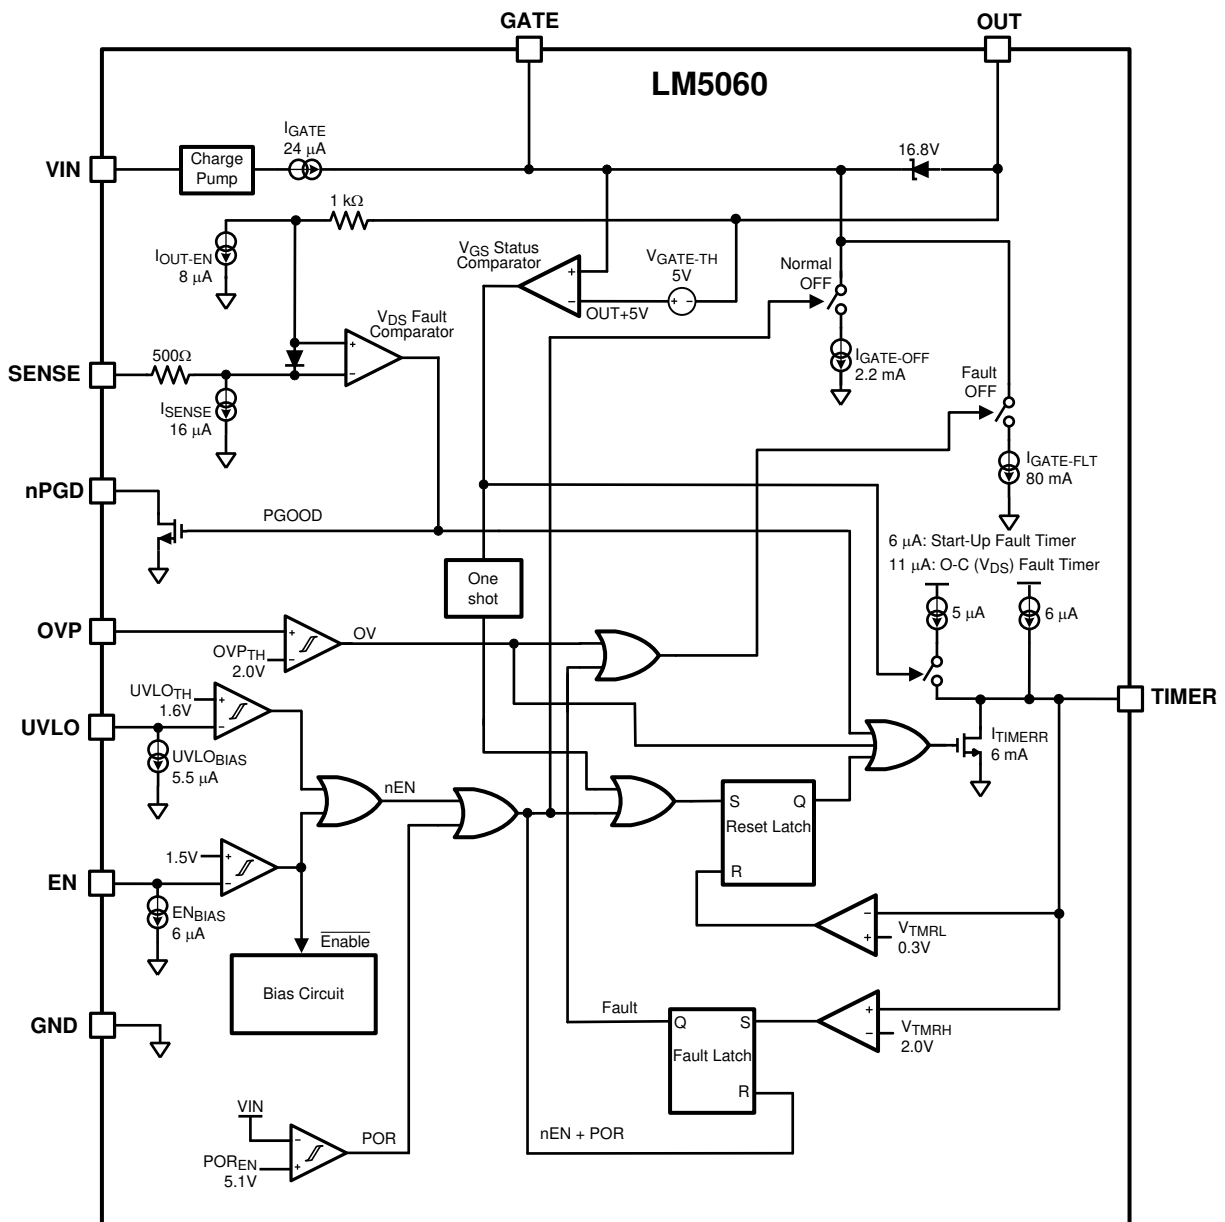 GATE
OUT
LM5060
IGATE
24 μA
16.8V
VIN
Charge
Pump
1 kΩ
VGS Status
Comparator
VGATE-TH
5V
Normal
OFF
IOUT-EN
8 μA
+
−
+
−
OUT+5V
VDS Fault
Comparator
IGATE-OFF
2.2 mA
SENSE
500Ω
+
−
Fault
OFF
ISENSE
16 μA
IGATE-FLT
80 mA
nPGD
PGOOD
6 μA: Start-Up Fault Timer
11 μA: O-C (VDS) Fault Timer
One
shot
5 μA
6 μA
OVP
+
−
OV
OVPTH
2.0V
UVLOTH
1.6V
+
−
TIMER
UVLO
UVLOBIAS
5.5 μA
ITIMERR
6 mA
nEN
S
Q
Reset Latch
R
1.5V
+
−
EN
ENBIAS
6 μA
Enable
−
+
VTMRL
0.3V
Bias Circuit
GND
Fault
Q
S
Fault Latch
R
+
−
VTMRH
2.0V
VIN
−
+
POR
POREN
5.1V
nEN + POR